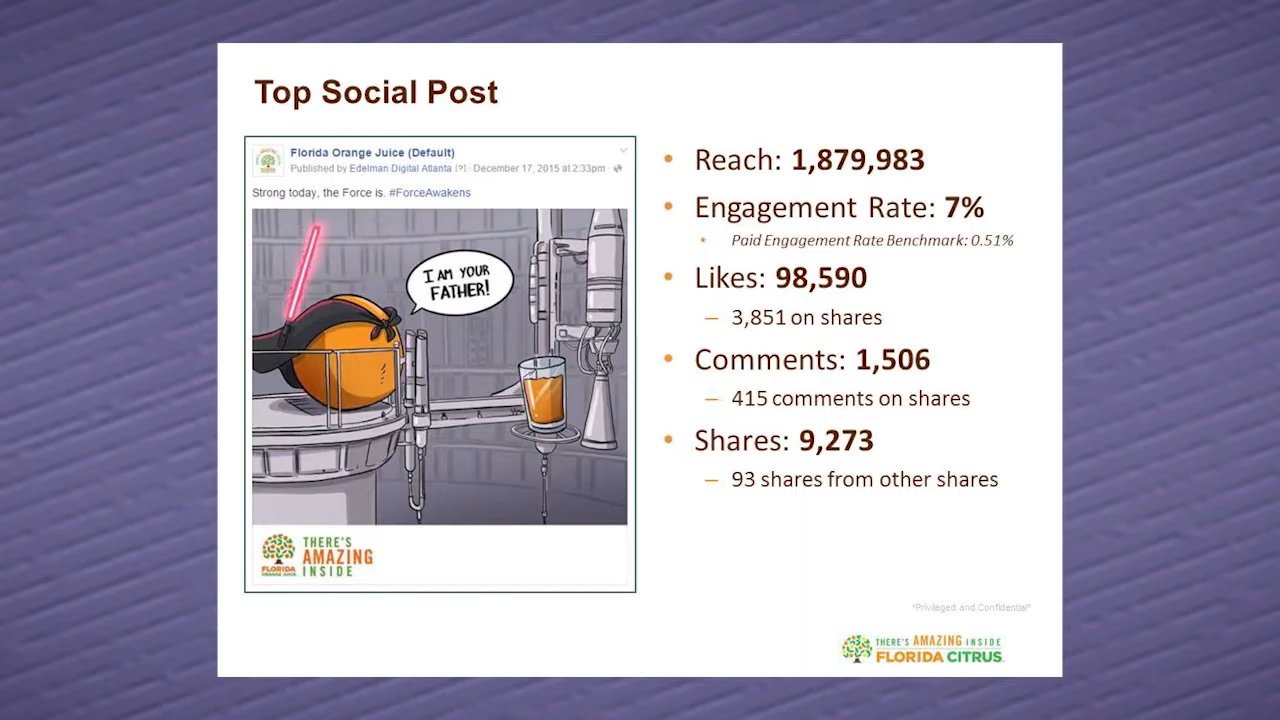 Top Social Post
Florida Orange Juice (Default)
Published by Edelman Digital Atlanta [?] · December 17, 2015 at 2:33pm ·
Strong today, the Force is. #ForceAwakens
I AM YOUR
FATHER!
THERE'S
AMAZING
INSIDE
FLORIDA
ORANGE JUICE
• Reach: 1,879,983
• Engagement Rate: 7%
• Paid Engagement Rate Benchmark: 0.51%
• Likes: 98,590
– 3,851 on shares
• Comments: 1,506
– 415 comments on shares
• Shares: 9,273
– 93 shares from other shares
*Privileged and Confidential*
THERE'S AMAZING INSIDE
FLORIDA CITRUS